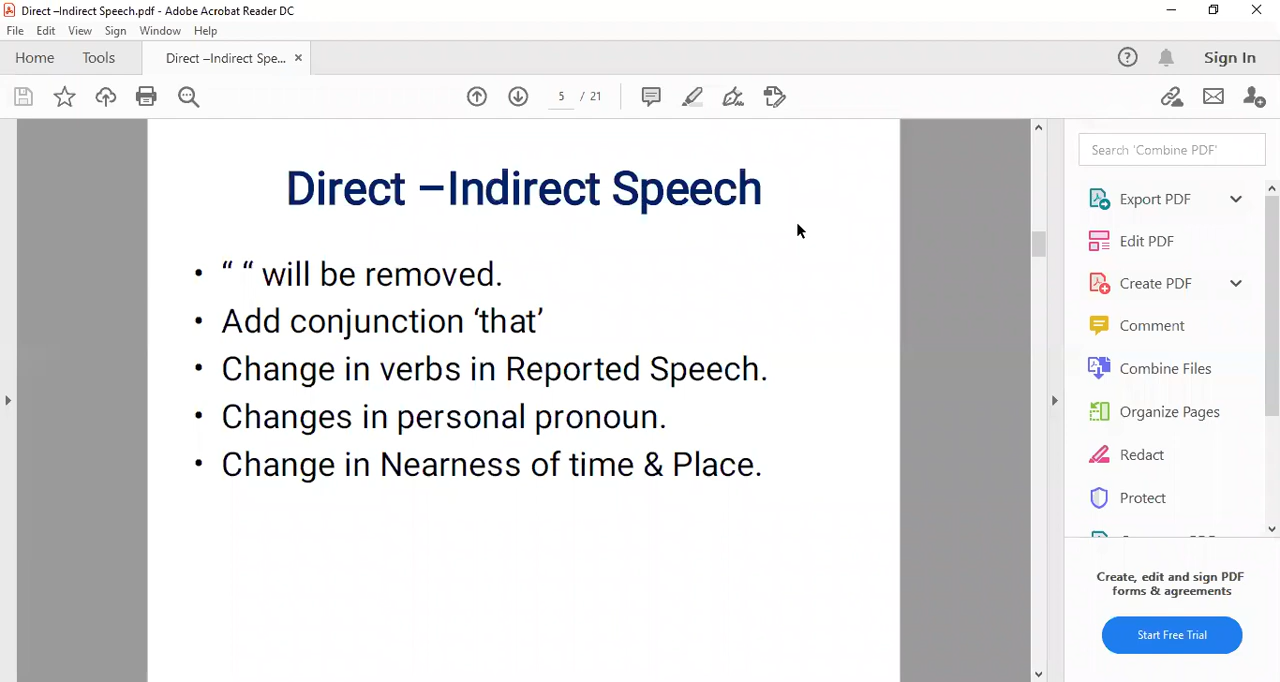 Direct –Indirect Speech.pdf - Adobe Acrobat Reader DC
File Edit View Sign Window Help
Home Tools Direct –Indirect Spe... × Sign In
5 / 21
Search 'Combine PDF'
Direct –Indirect Speech
• “ “ will be removed.
• Add conjunction ‘that’
• Change in verbs in Reported Speech.
• Changes in personal pronoun.
• Change in Nearness of time & Place.
Export PDF
Edit PDF
Create PDF
Comment
Combine Files
Organize Pages
Redact
Protect
Create, edit and sign PDF
forms & agreements
Start Free Trial